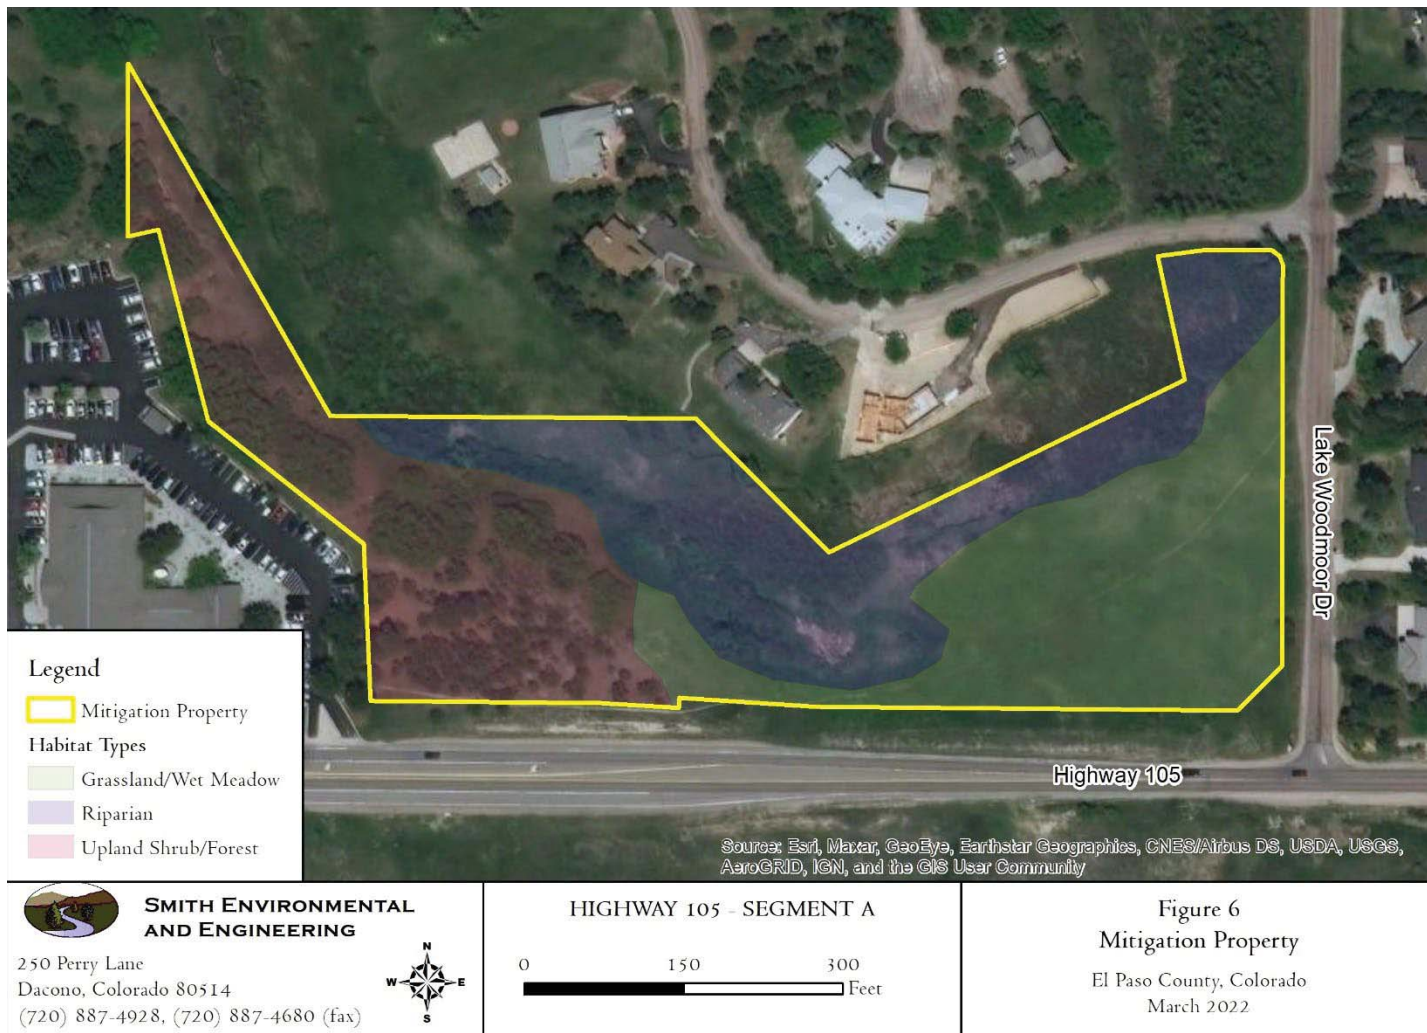 Lake Woodmoor Dr
Highway 105
Source: Esri, Maxar, GeoEye, Earthstar Geographics, CNES/Airbus DS, USDA, USGS,
AeroGRID, IGN, and the GIS User Community
Legend
Mitigation Property
Habitat Types
Grassland/Wet Meadow
Riparian
Upland Shrub/Forest
SMITH ENVIRONMENTAL
AND ENGINEERING
250 Perry Lane
Dacono, Colorado 80514
(720) 887-4928, (720) 887-4680 (fax)
N
W E
S
HIGHWAY 105 - SEGMENT A
0 150 300
Feet
Figure 6
Mitigation Property
El Paso County, Colorado
March 2022